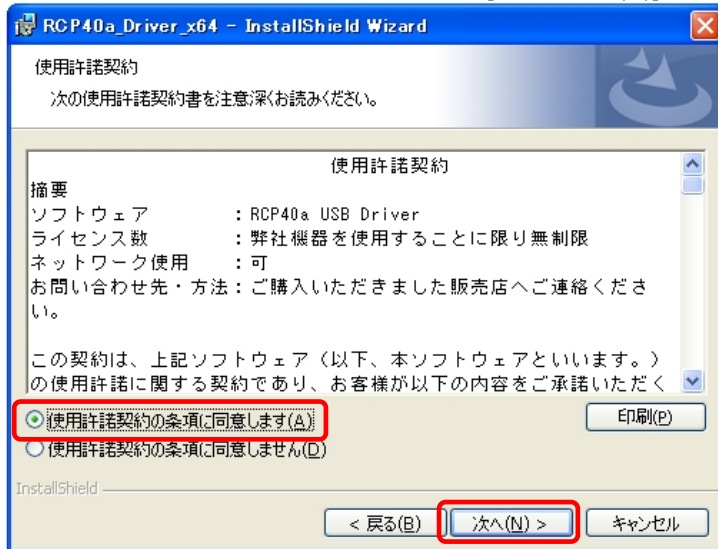 RCP40a_Driver_x64 - InstallShield Wizard
使用許諾契約
次の使用許諾契約書を注意深くお読みください。
使用許諾契約
摘要
ソフトウェア :RCP40a USB Driver
ライセンス数 :弊社機器を使用することに限り無制限
ネットワーク使用 :可
お問い合わせ先・方法:ご購入いただきました販売店へご連絡くださ
い。
この契約は、上記ソフトウェア(以下、本ソフトウェアといいます。)
の使用許諾に関する契約であり、お客様が以下の内容をご承諾いただく
使用許諾契約の条項に同意します(A)
印刷(P)
使用許諾契約の条項に同意しません(D)
InstallShield
< 戻る(B)
次へ(N) >
キャンセル